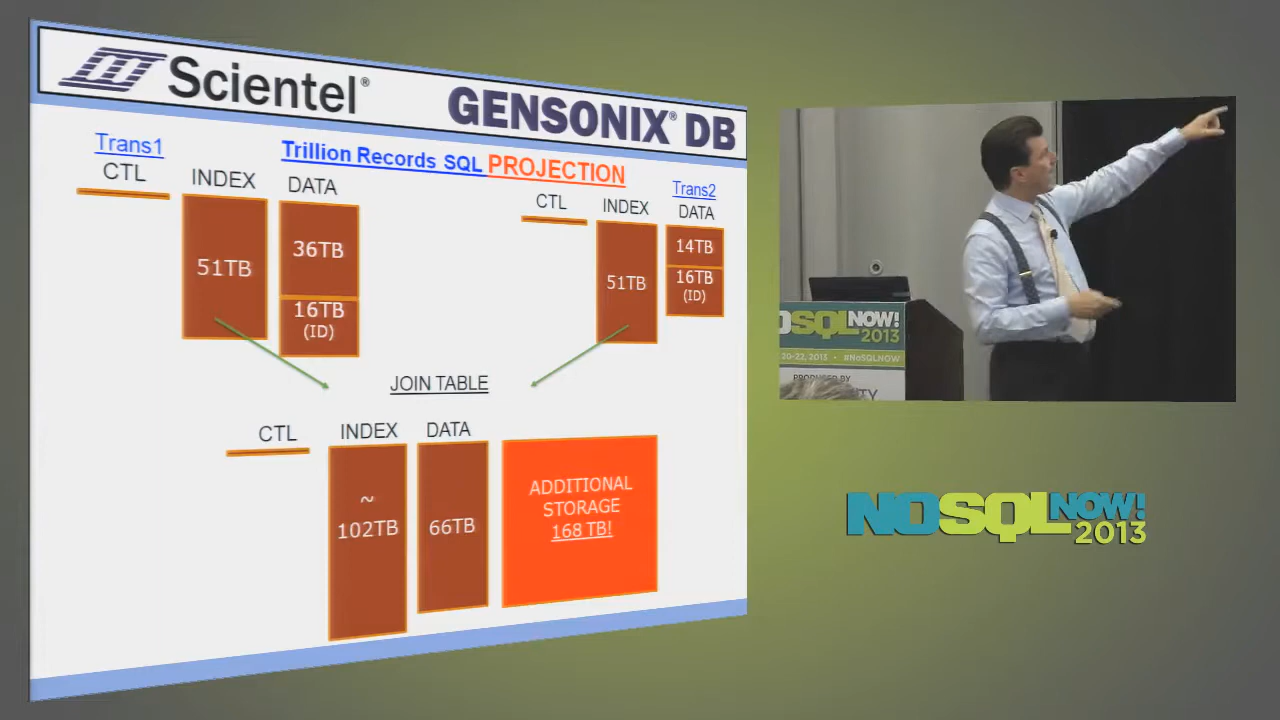 Scientel®
GENSONIX® DB
Trans1
Trillion Records SQL PROJECTION
CTL
INDEX
DATA
51TB
36TB
16TB
(ID)
Trans2
CTL
INDEX
DATA
51TB
14TB
16TB
(ID)
JOIN TABLE
CTL
INDEX
DATA
~
102TB
66TB
ADDITIONAL
STORAGE
168 TB!
NOSQL NOW!
2013
20-22, 2013 • #NoSQLNOW
PRODUCED BY
NOSQL NOW!
2013